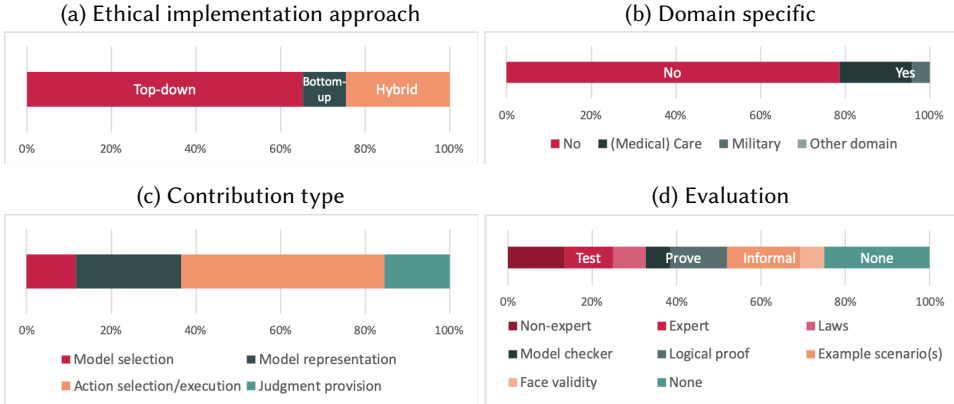 (a) Ethical implementation approach
Top-down
Bottom-
up
Hybrid
0% 20% 40% 60% 80% 100%
(b) Domain specific
No
Yes
0% 20% 40% 60% 80% 100%
No (Medical) Care Military Other domain
(c) Contribution type
0% 20% 40% 60% 80% 100%
Model selection Model representation
Action selection/execution Judgment provision
(d) Evaluation
Test Prove Informal None
0% 20% 40% 60% 80% 100%
Non-expert Expert Laws
Model checker Logical proof Example scenario(s)
Face validity None